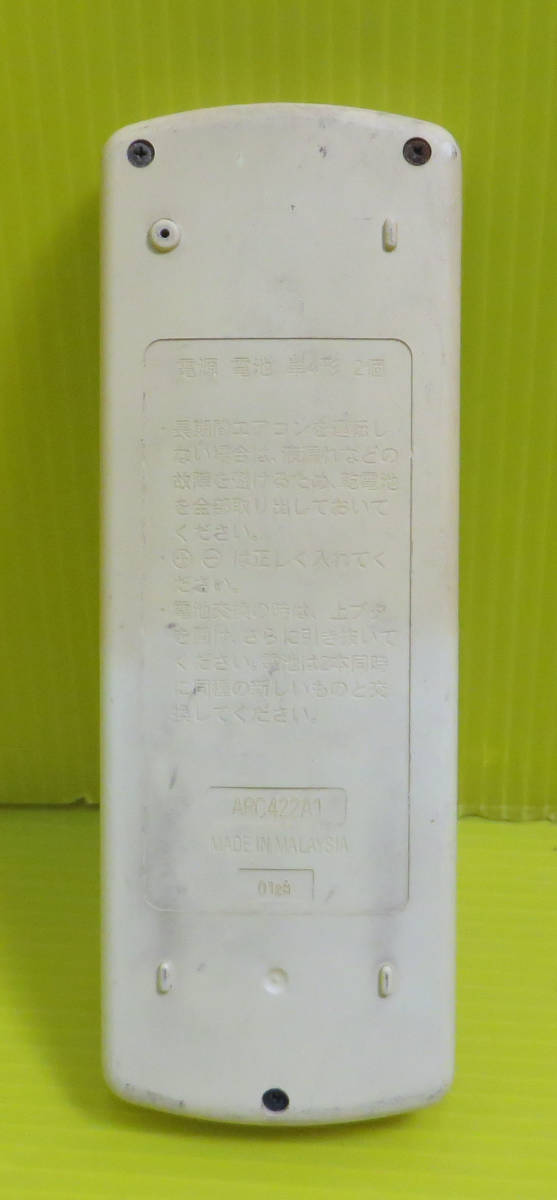 電源 電池 単4形 2個
・長期間エアコンを運転し
ない場合は、液漏れなどの
故障を避けるため、乾電池
を全部取り出しておいて
ください。
・⊕ ⊖ は正しく入れてく
ださい。
・電池交換の時は、上ブタ
を開け、さらに引き抜いて
ください。電池は2本同時
に同種の新しいものと交
換してください。
ARC422A1
MADE IN MALAYSIA